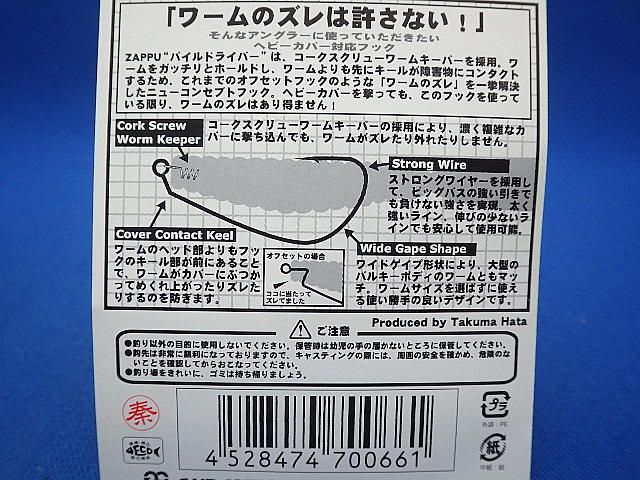 「ワームのズレは許さない！」
そんなアングラーに使っていただきたい
ヘビーカバー対応フック
ZAPPU“パイルドライバー”は、コークスクリューワームキーパーを採用。ワ
ームをガッチリとホールドし、ワームよりも先にキールが障害物にコンタクト
するため、これまでのオフセットフックのような「ワームのズレ」を一挙解決
したニューコンセプトフック。ヘビーカバーを撃っても、このフックを使って
いる限り、ワームのズレはあり得ません！
Cork Screw
Worm Keeper
コークスクリューワームキーパーの採用により、濃く複雑なカ
バーに撃ち込んでも、ワームがズレたり外れたりしません。
Strong Wire
ストロングワイヤーを採用し
て、ビッグバスの強い引きで
も負けない強さを実現。太く
強いライン、伸びの少ないライ
ンでも安心して使用可能。
Cover Contact Keel
ワームのヘッド部よりもフッ
クのキール部が前にあること
で、ワームがカバーにぶつか
ってめくれ上がったりズレた
りするのを防ぎます。
オフセットの場合
ココに当たって
ズレてました
Wide Gape Shape
ワイドゲイプ形状により、大型の
バルキーボディのワームともマッ
チ。ワームサイズを選ばずに使え
る使い勝手の良いデザインです。
Produced by Takuma Hata
ご注意
●釣り以外の目的に使用しないでください。保管時は幼児の手の届かないところに保管してください。
●釣先は非常に鋭利になっておりますので、キャスティングの際には、周囲の安全を確かめ、危険のな
いことを確認してからおこなってください。
●釣り場をきれいに、ゴミは持ち帰りましょう。
秦
ECO
4 528474 700661
プラ
外袋：PE
紙
中紙：紙